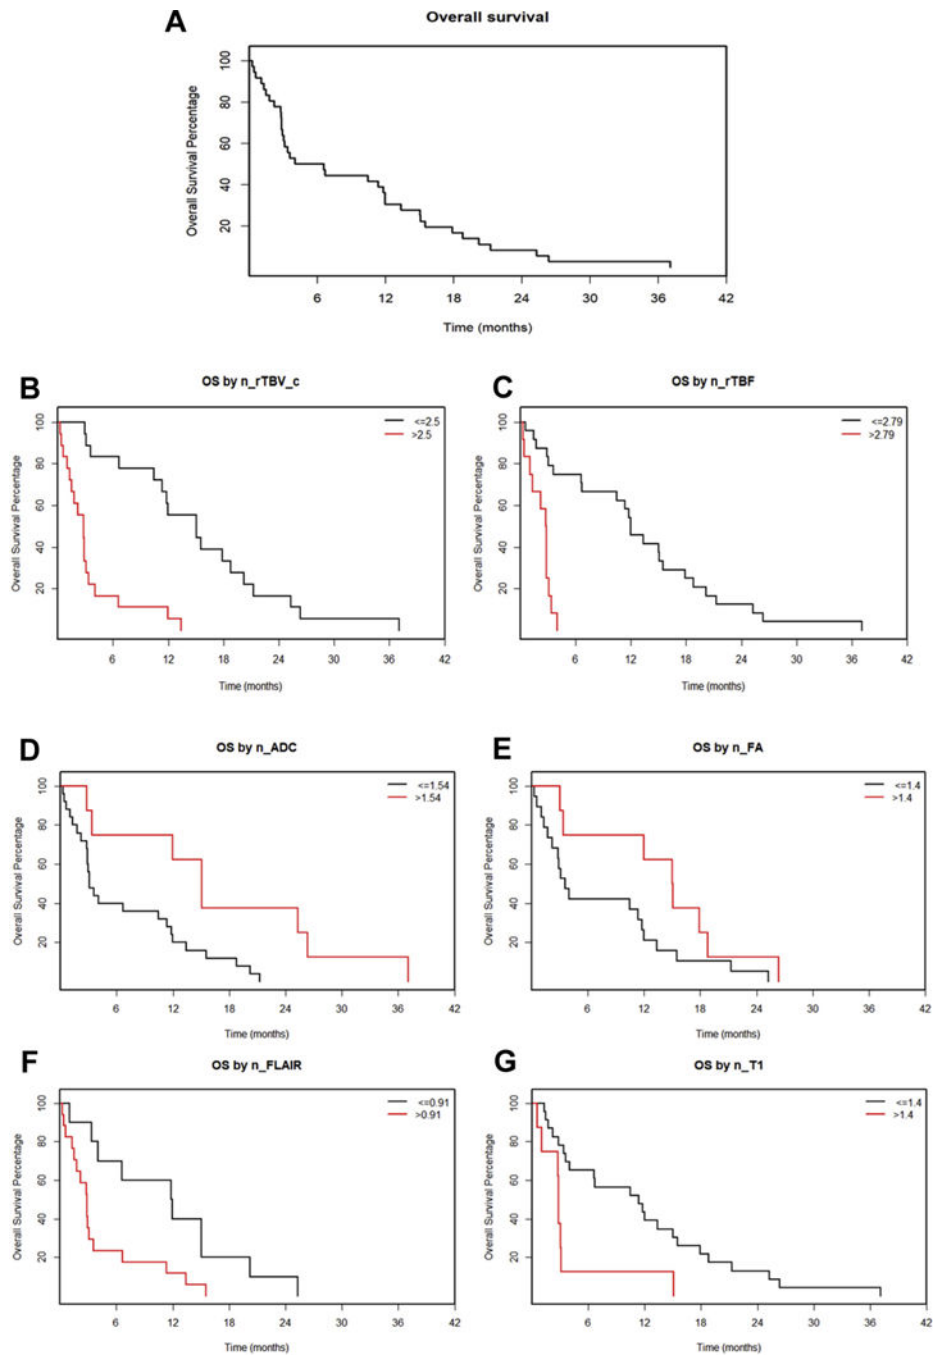 A
Overall survival
Overall Survival Percentage
100
80
60
40
20
6 12 18 24 30 36 42
Time (months)
B
OS by n_rTBV_c
<=2.5
>2.5
Overall Survival Percentage
100
80
60
40
20
6 12 18 24 30 36 42
Time (months)
C
OS by n_rTBF
<=2.79
>2.79
Overall Survival Percentage
100
80
60
40
20
6 12 18 24 30 36 42
Time (months)
D
OS by n_ADC
<=1.54
>1.54
Overall Survival Percentage
100
80
60
40
20
6 12 18 24 30 36 42
Time (months)
E
OS by n_FA
<=1.4
>1.4
Overall Survival Percentage
100
80
60
40
20
6 12 18 24 30 36 42
Time (months)
F
OS by n_FLAIR
<=0.91
>0.91
Overall Survival Percentage
100
80
60
40
20
6 12 18 24 30 36 42
Time (months)
G
OS by n_T1
<=1.4
>1.4
Overall Survival Percentage
100
80
60
40
20
6 12 18 24 30 36 42
Time (months)